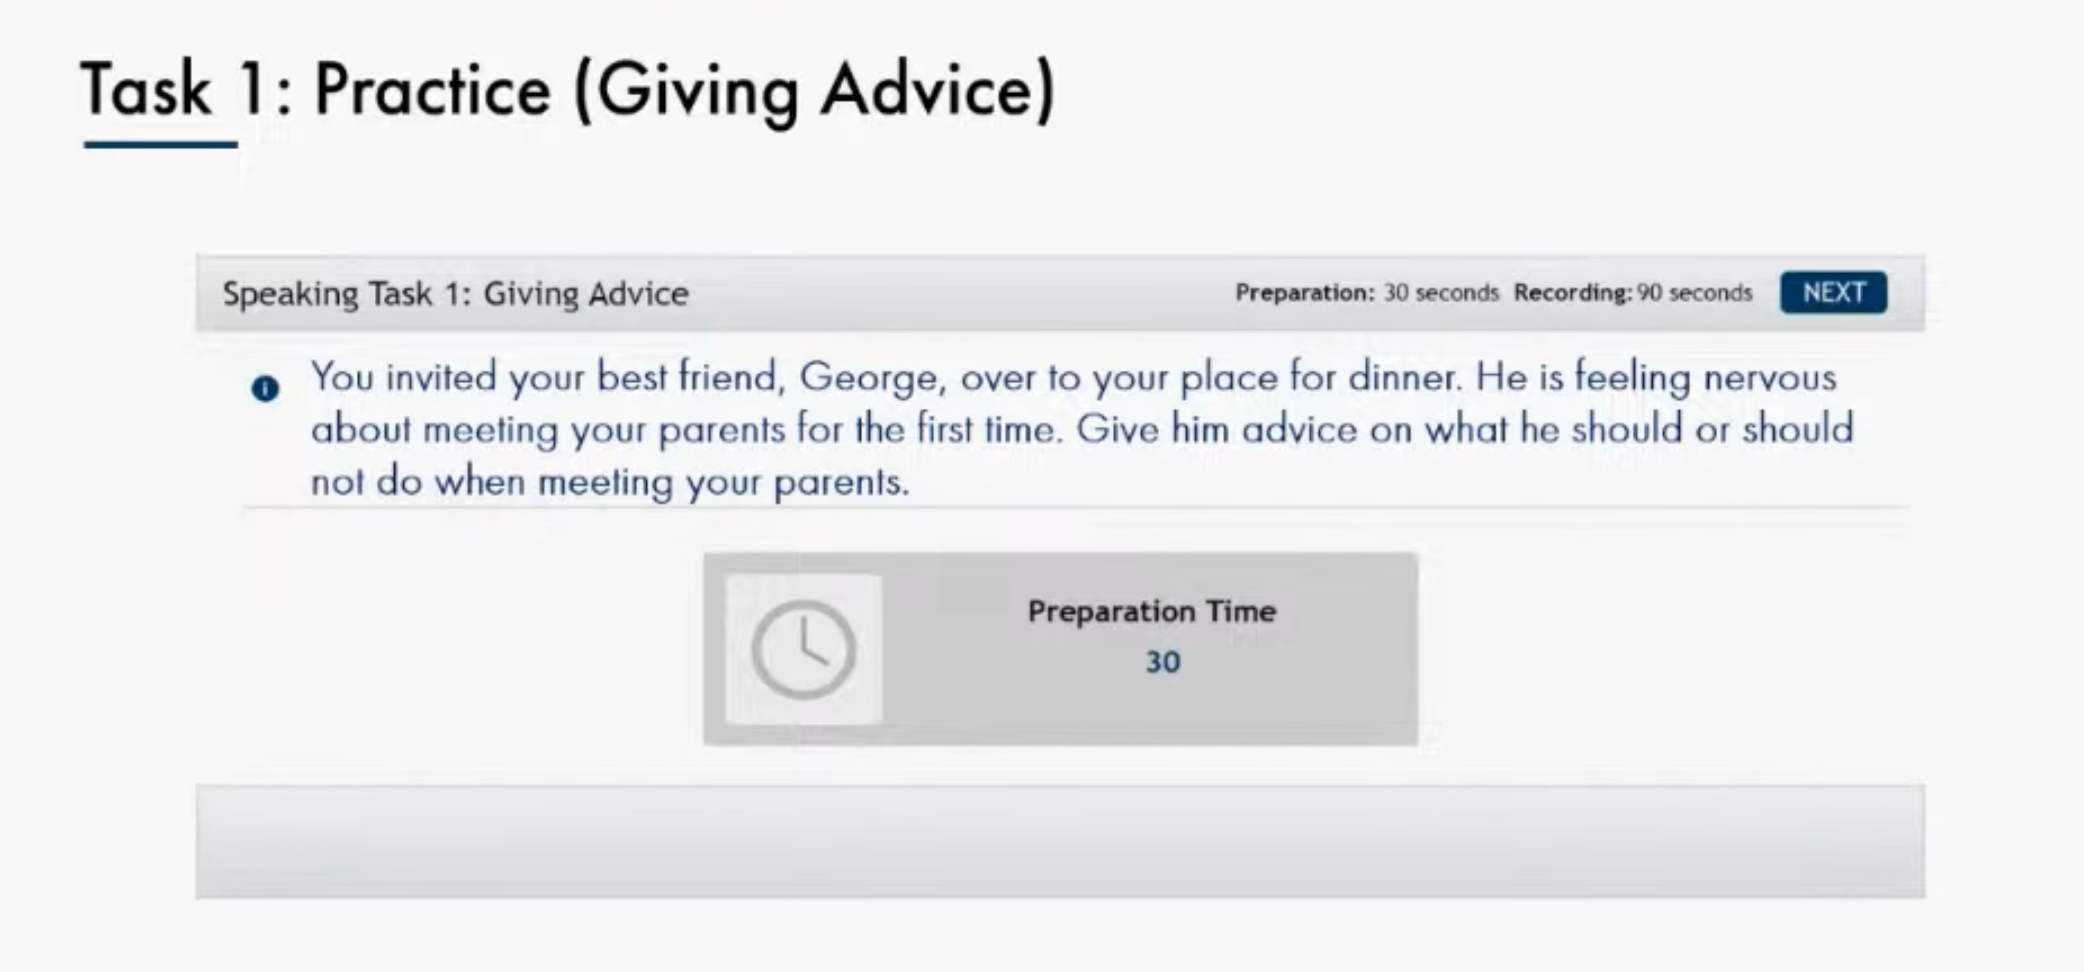 Task 1: Practice (Giving Advice)
Speaking Task 1: Giving Advice
Preparation: 30 seconds Recording: 90 seconds NEXT
You invited your best friend, George, over to your place for dinner. He is feeling nervous
about meeting your parents for the first time. Give him advice on what he should or should
not do when meeting your parents.
Preparation Time
30